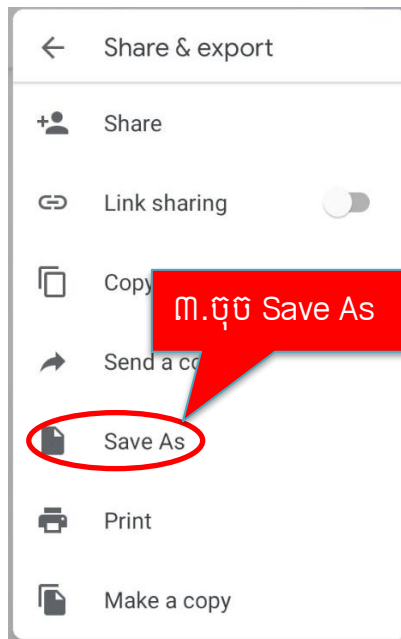 Share & export
Share
Link sharing
Copy
៣.ចុច Save As
Send a co
Save As
Print
Make a copy